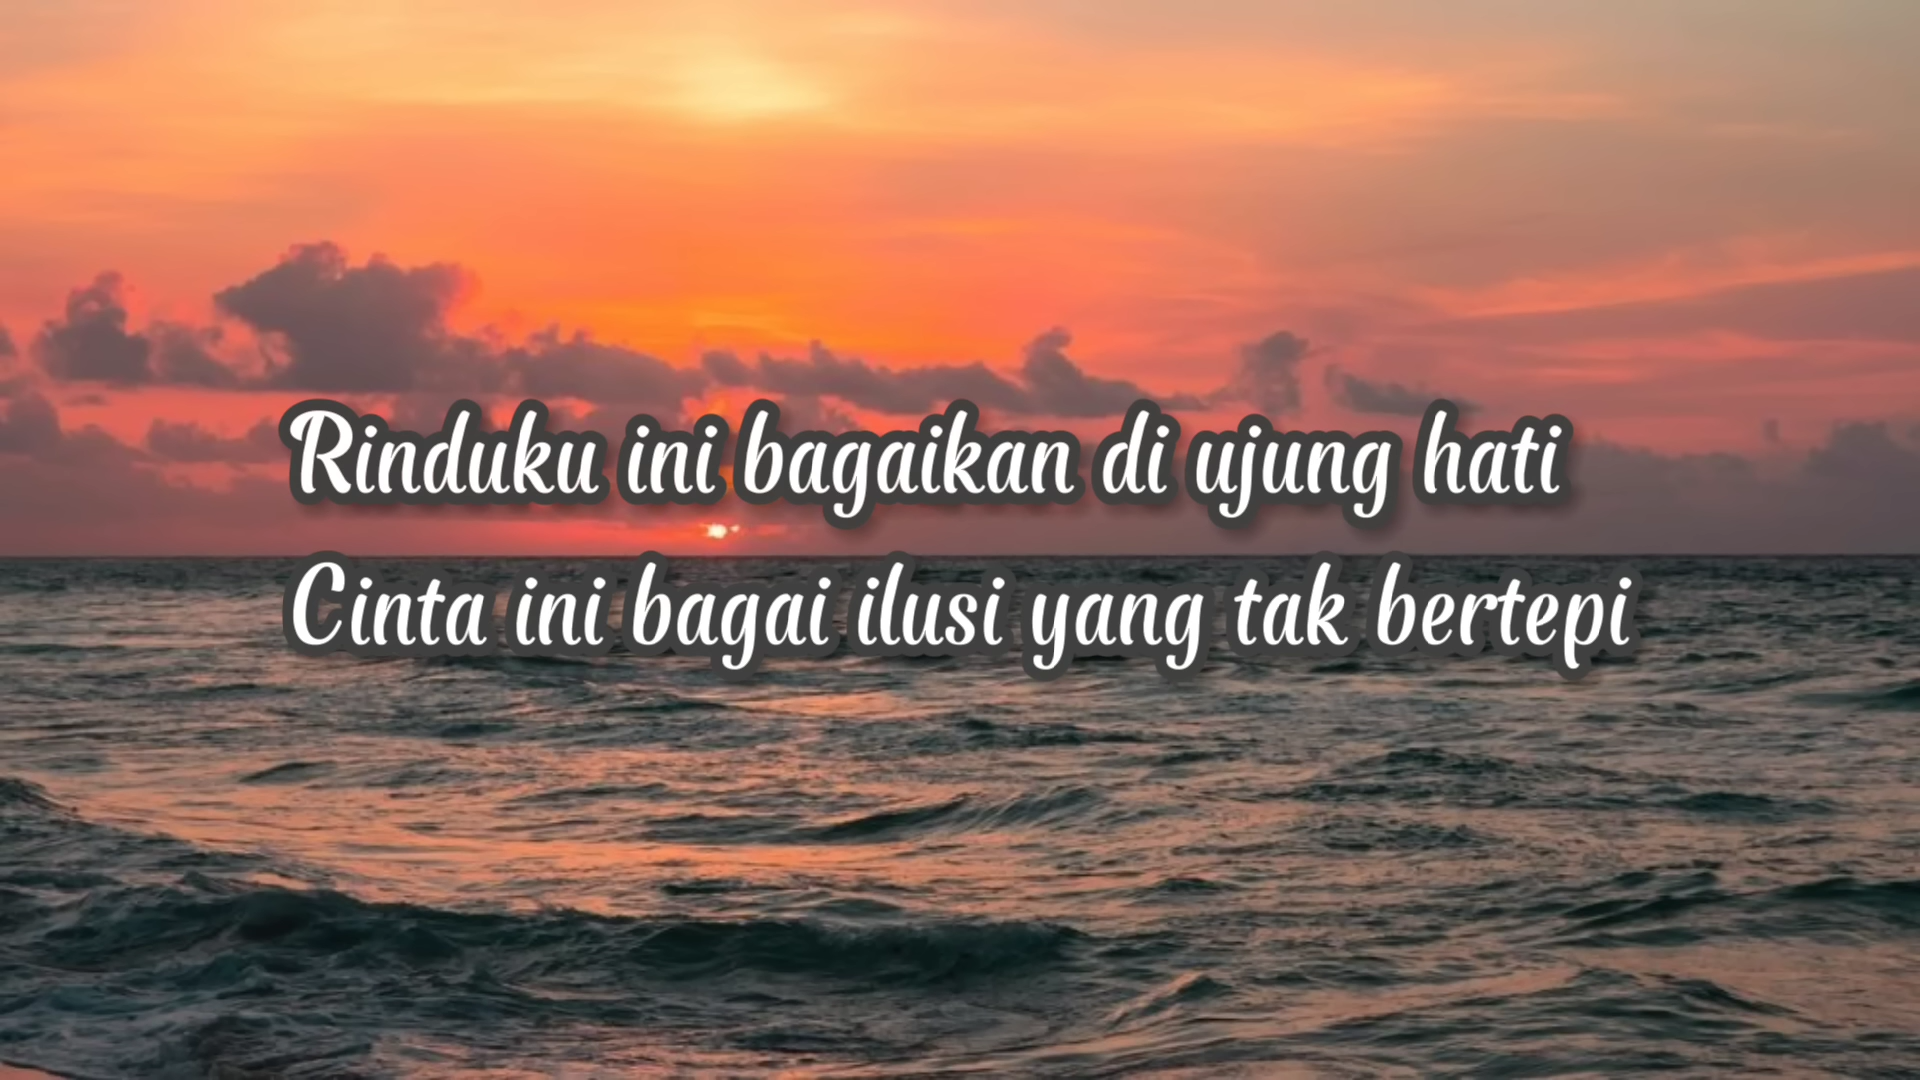 Rinduku ini bagaikan di ujung hati
Cinta ini bagai ilusi yang tak bertepi